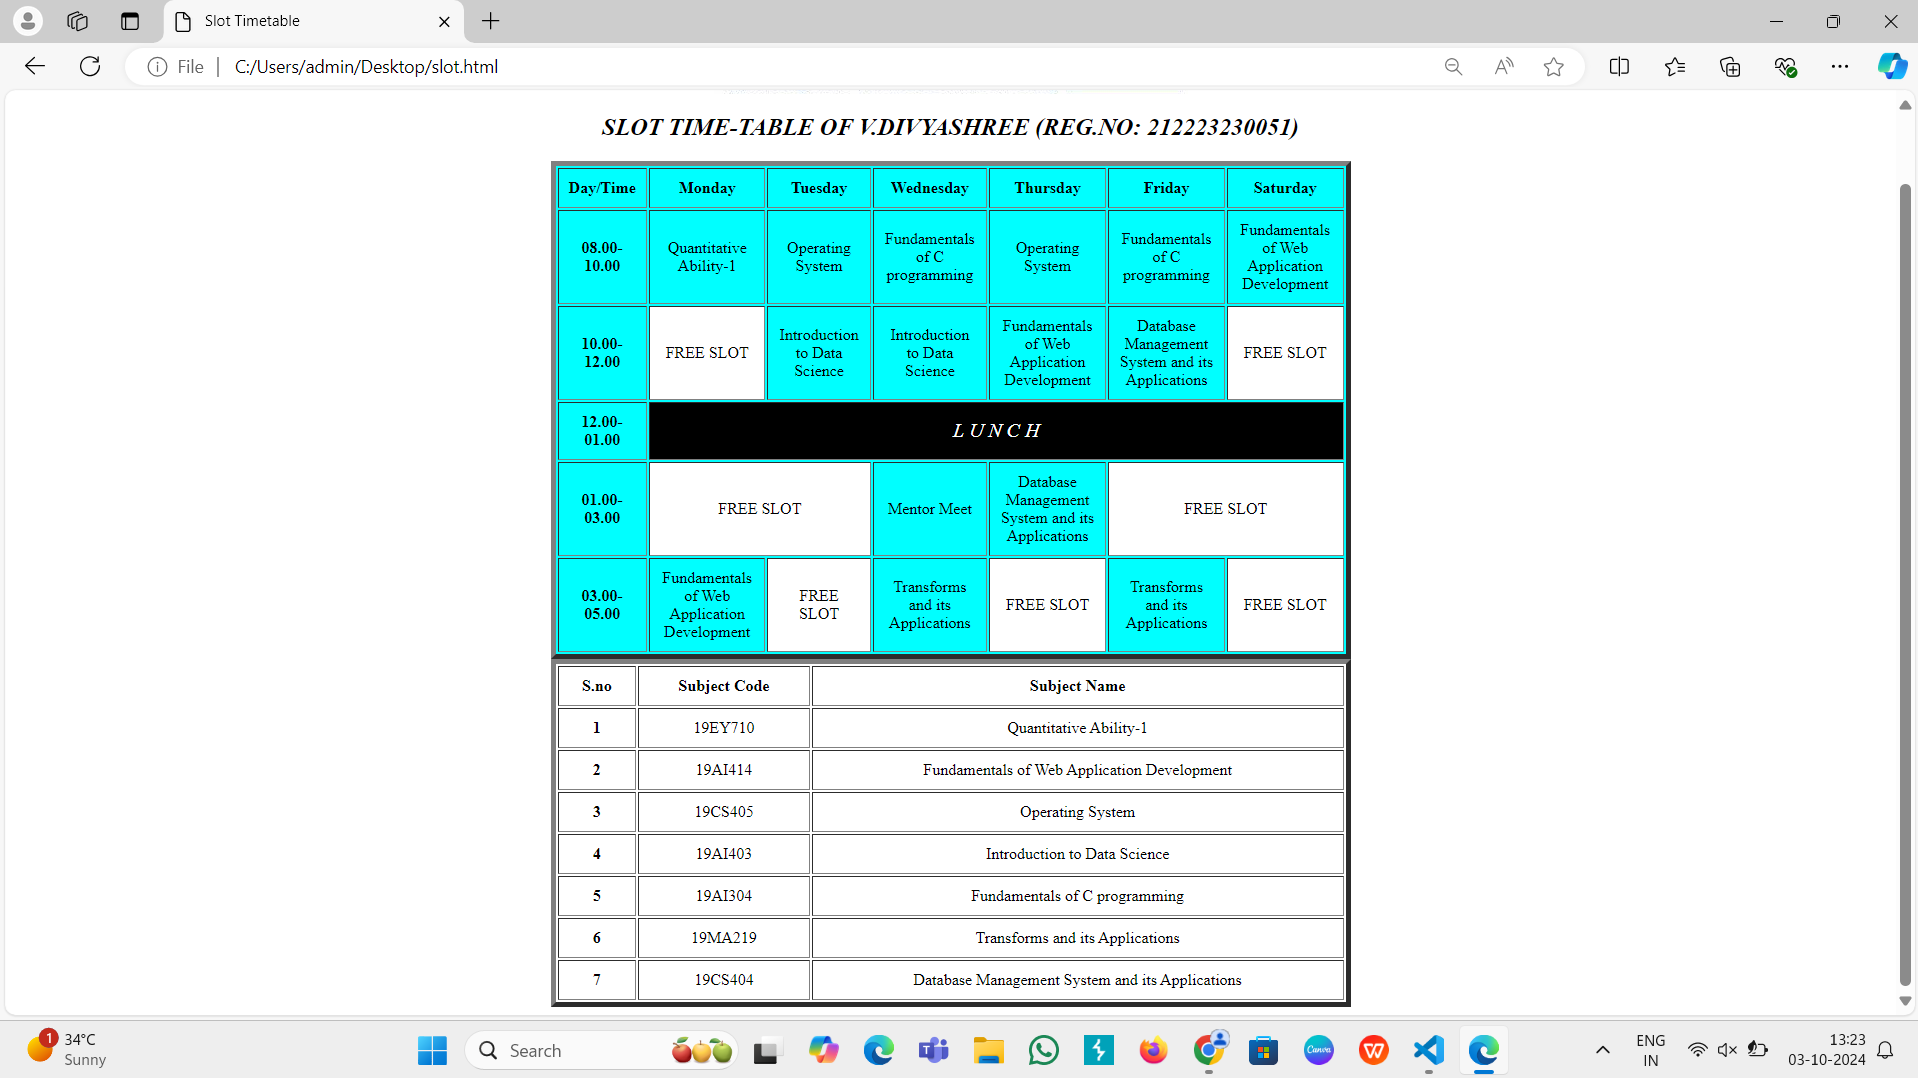 Slot Timetable
File
C:/Users/admin/Desktop/slot.html
SLOT TIME-TABLE OF V.DIVYASHREE (REG.NO: 212223230051)
Day/Time Monday Tuesday Wednesday Thursday Friday Saturday
08.00-
10.00
Quantitative
Ability-1
Operating
System
Fundamentals
of C
programming
Operating
System
Fundamentals
of C
programming
Fundamentals
of Web
Application
Development
10.00-
12.00
FREE SLOT
Introduction
to Data
Science
Introduction
to Data
Science
Fundamentals
of Web
Application
Development
Database
Management
System and its
Applications
FREE SLOT
12.00-
01.00
L U N C H
01.00-
03.00
FREE SLOT
Mentor Meet
Database
Management
System and its
Applications
FREE SLOT
03.00-
05.00
Fundamentals
of Web
Application
Development
FREE
SLOT
Transforms
and its
Applications
FREE SLOT
Transforms
and its
Applications
FREE SLOT
S.no Subject Code Subject Name
1 19EY710 Quantitative Ability-1
2 19AI414 Fundamentals of Web Application Development
3 19CS405 Operating System
4 19AI403 Introduction to Data Science
5 19AI304 Fundamentals of C programming
6 19MA219 Transforms and its Applications
7 19CS404 Database Management System and its Applications
1
34°C
Sunny
Search
Canva
ENG
IN
13:23
03-10-2024